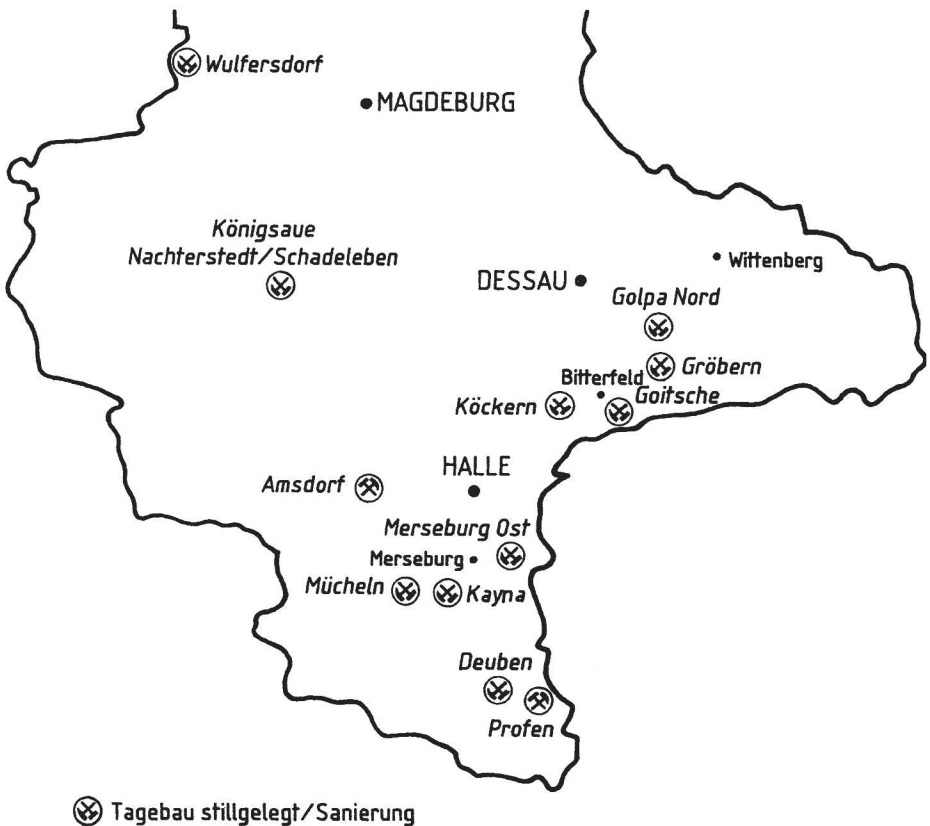 Wulfersdorf
MAGDEBURG
Königsaue
Nachterstedt/Schadeleben
Wittenberg
DESSAU
Golpa Nord
Gröbern
Bitterfeld
Goitsche
Köckern
HALLE
Amsdorf
Merseburg Ost
Merseburg
Mücheln
Kayna
Deuben
Profen
Tagebau stillgelegt/Sanierung